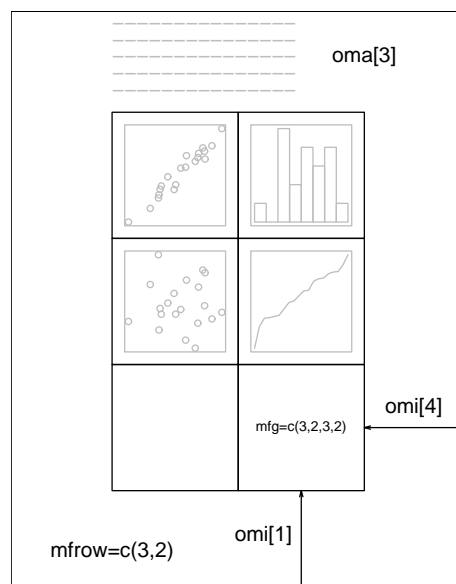 oma[3]
omi[4]
mfg=c(3,2,3,2)
omi[1]
mfrow=c(3,2)